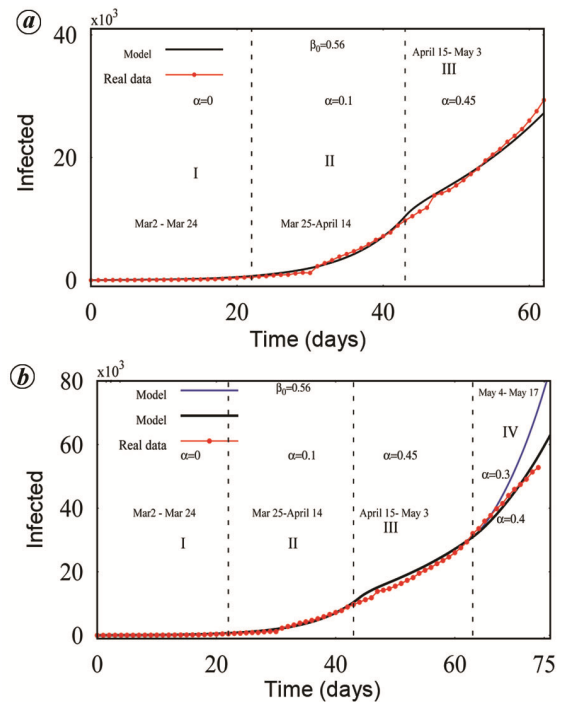 a
x10³
40
20
0
Infected
Model
Real data
β₀=0.56
April 15- May 3
III
α=0
α=0.1
α=0.45
I
II
Mar2 - Mar 24
Mar 25-April 14
0 20 40 60
Time (days)
b
x10³
80
60
40
20
0
Infected
Model
Model
Real data
β₀=0.56
May 4- May 17
IV
α=0
α=0.1
α=0.45
α=0.3
α=0.4
Mar2 - Mar 24
Mar 25-April 14
April 15- May 3
I
II
III
0 20 40 60 75
Time (days)